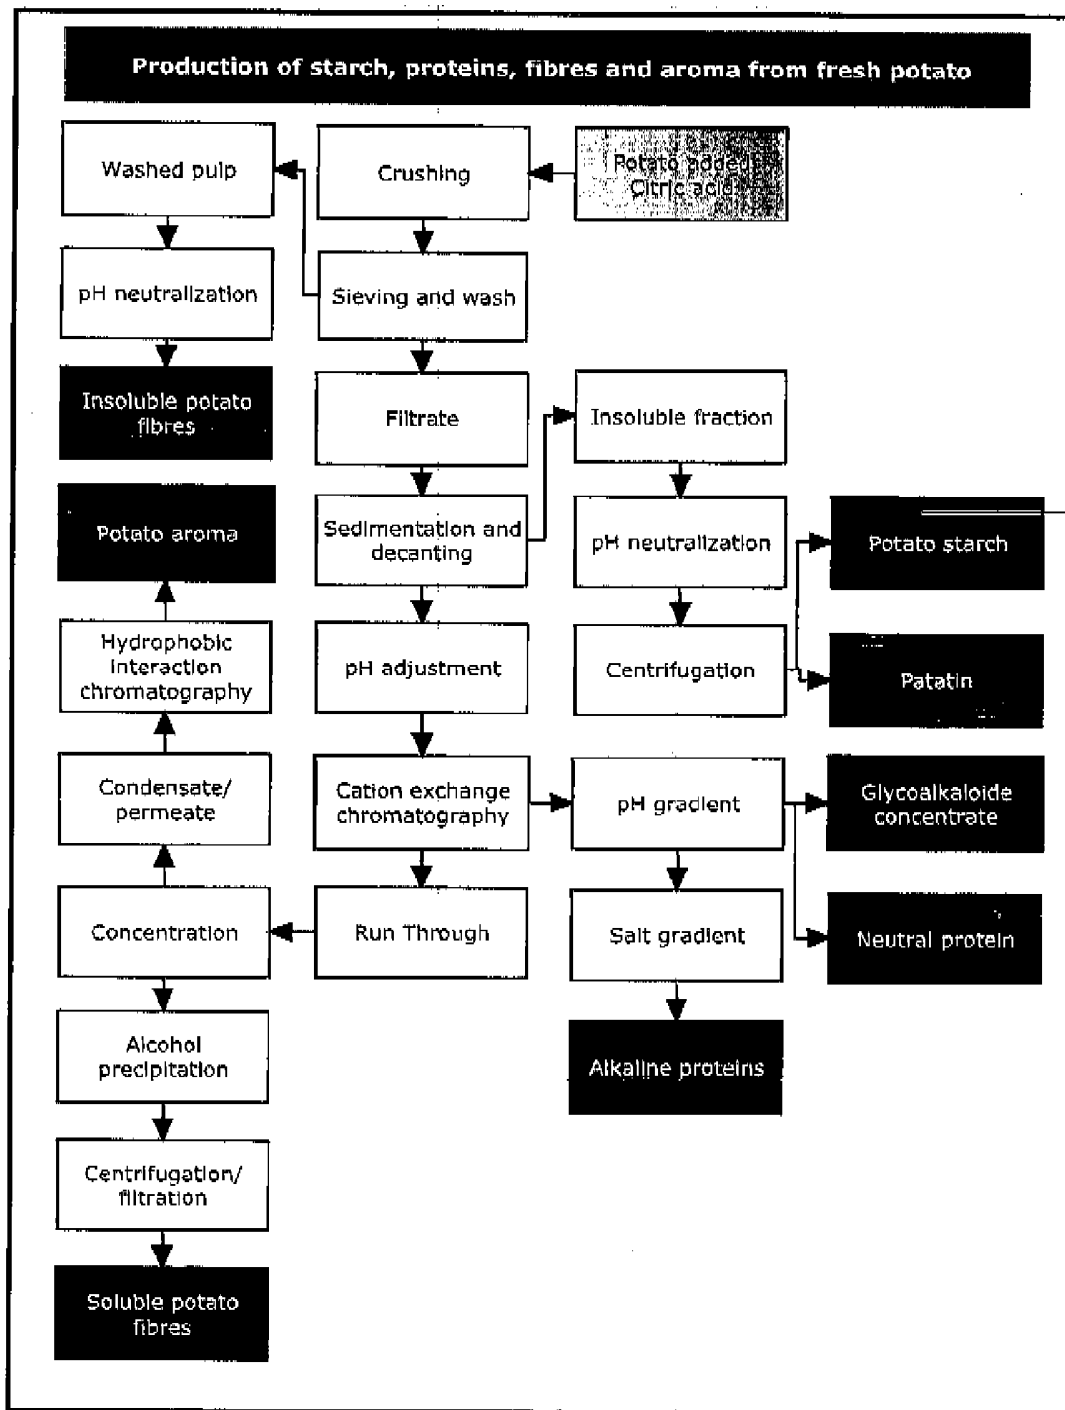 Production of starch, proteins, fibres and aroma from fresh potato
Washed pulp
Crushing
Potato added
Citric acid
pH neutralization
Sieving and wash
Insoluble potato
fibres
Filtrate
Insoluble fraction
Potato aroma
Sedimentation and
decanting
pH neutralization
Potato starch
Hydrophobic
interaction
chromatography
pH adjustment
Centrifugation
Patatin
Condensate/
permeate
Cation exchange
chromatography
pH gradient
Glycoalkaloide
concentrate
Concentration
Run Through
Salt gradient
Neutral protein
Alcohol
precipitation
Alkaline proteins
Centrifugation/
filtration
Soluble potato
fibres